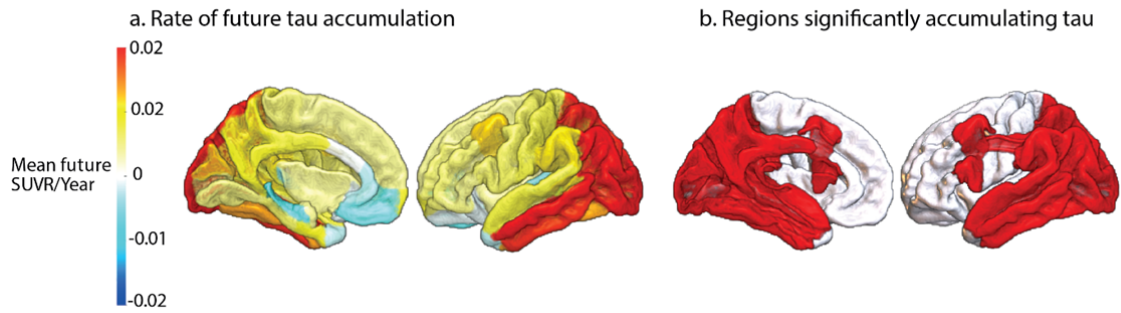 a. Rate of future tau accumulation
b. Regions significantly accumulating tau
0.02
0.02
Mean future
SUVR/Year
0
-0.01
-0.02